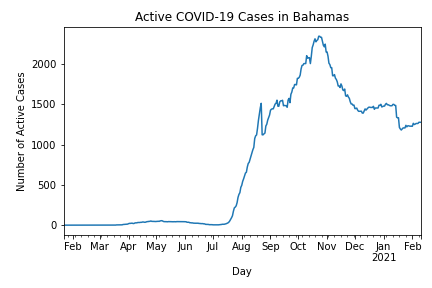 Active COVID-19 Cases in Bahamas
Number of Active Cases
2000
1500
1000
500
0
Feb Mar Apr May Jun Jul Aug Sep Oct Nov Dec Jan Feb
2021
Day